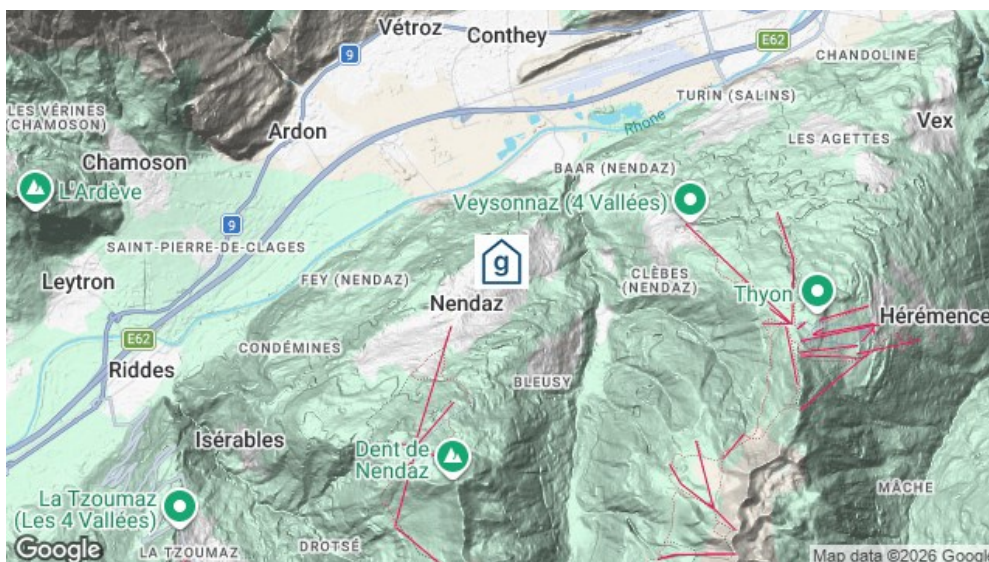 Vétroz
Conthey
E62
CHANDOLINE
9
LES VÉRINES
(CHAMOSON)
Ardon
Rhone
TURIN (SALINS)
Vex
LES AGETTES
Chamoson
L'Ardève
BAAR (NENDAZ)
Veysonnaz (4 Vallées)
9
SAINT-PIERRE-DE-CLAGES
g
Leytron
FEY (NENDAZ)
CLÈBES
(NENDAZ)
Thyon
Nendaz
Hérémence
E62
CONDÉMINES
Riddes
BLEUSY
Isérables
Dent de
Nendaz
MÂCHE
La Tzoumaz
(Les 4 Vallées)
LA TZOUMAZ
DROTSÉ
Google
Map data ©2026 Google